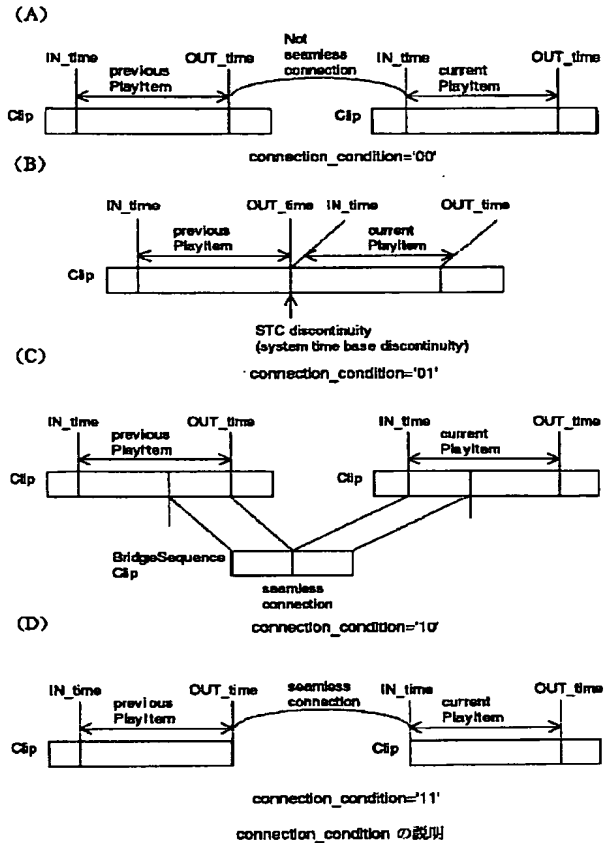 (A)
Not
seamless
connection
IN_time
previous
PlayItem
OUT_time
IN_time
current
PlayItem
OUT_time
Clip
Clip
connection_condition='00'
(B)
IN_time
OUT_time
IN_time
OUT_time
previous
PlayItem
current
PlayItem
Clip
STC discontinuity
(system time base discontinuity)
connection_condition='01'
(C)
IN_time
previous
PlayItem
OUT_time
IN_time
current
PlayItem
OUT_time
Clip
Clip
BridgeSequence
Clip
seamless
connection
connection_condition='10'
(D)
IN_time
previous
PlayItem
OUT_time
seamless
connection
IN_time
current
PlayItem
OUT_time
Clip
Clip
connection_condition='11'
connection_condition の説明